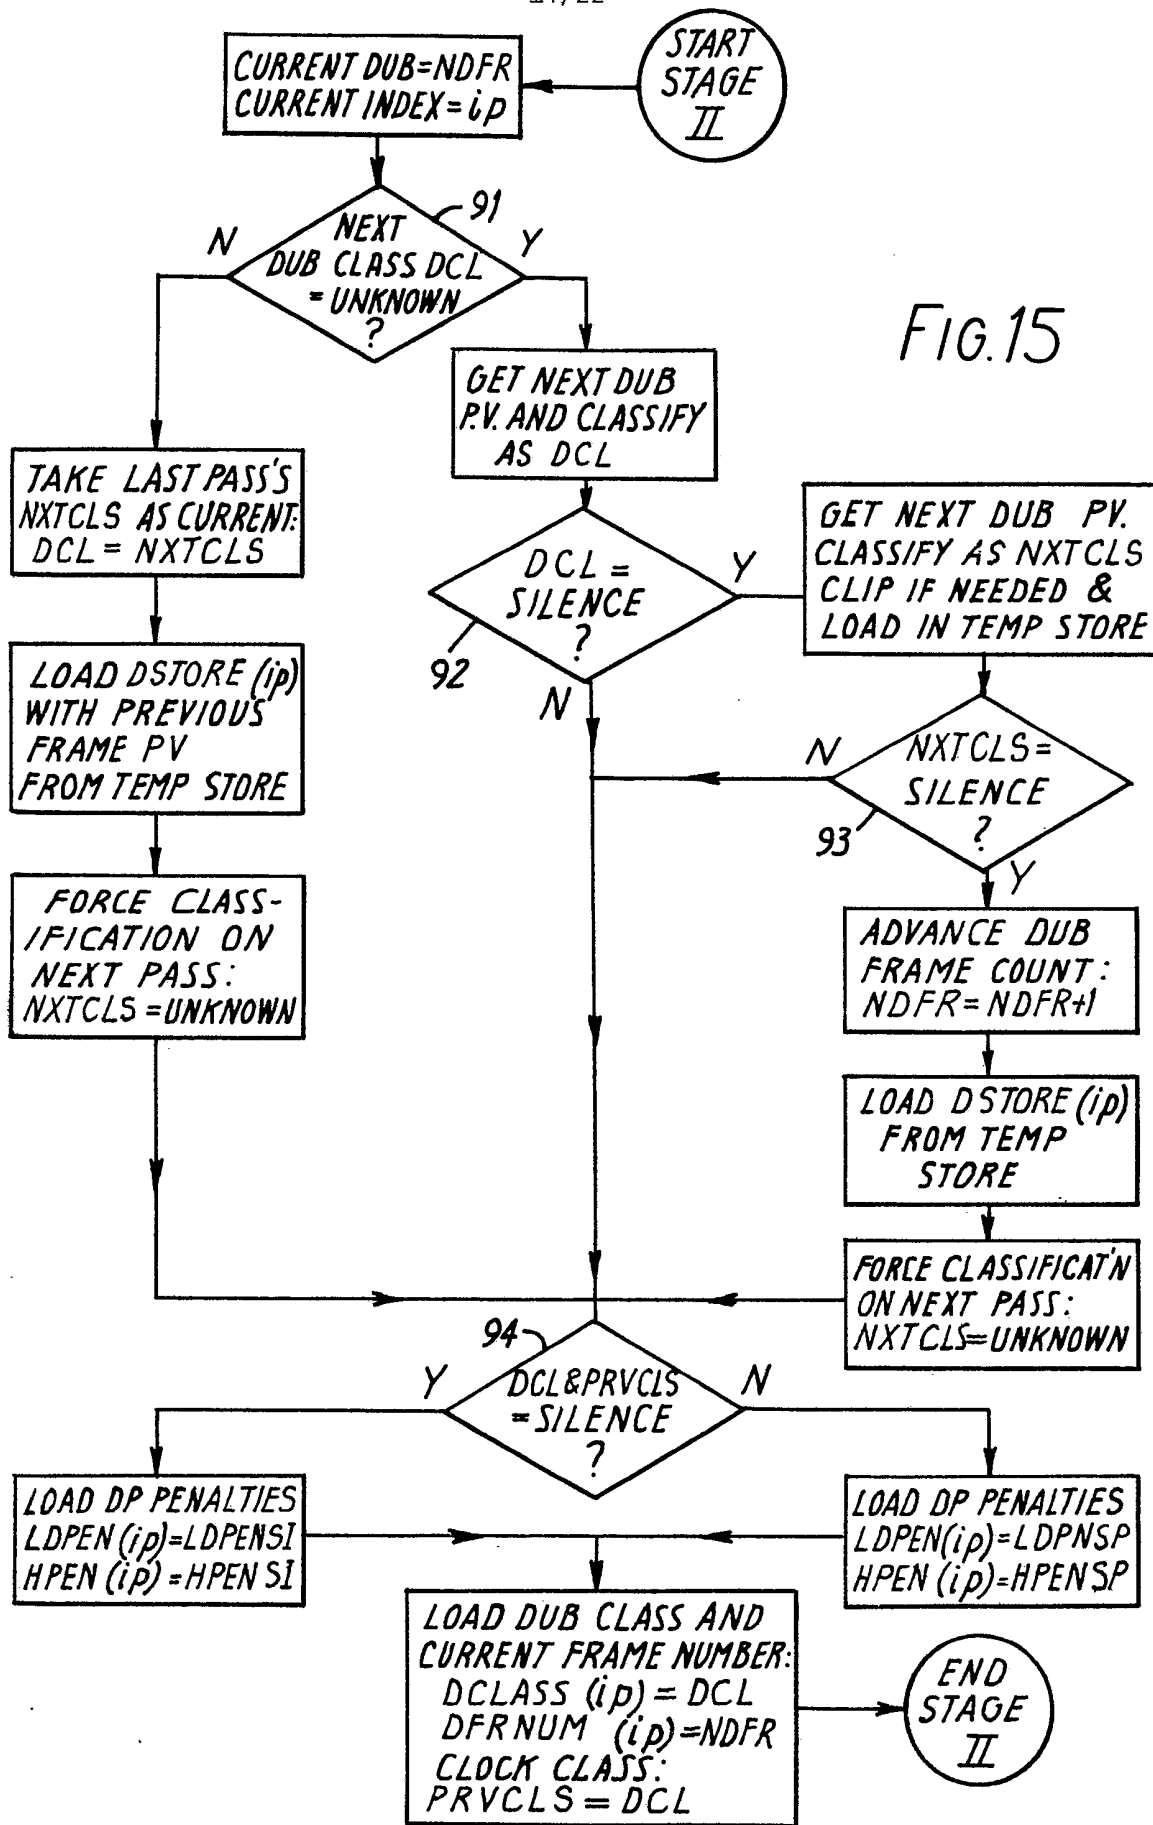 START
STAGE
II
CURRENT DUB=NDFR
CURRENT INDEX=ip
91
NEXT
DUB CLASS DCL
=UNKNOWN
?
N
Y
FIG.15
GET NEXT DUB
P.V. AND CLASSIFY
AS DCL
TAKE LAST PASS'S
NXTCLS AS CURRENT:
DCL = NXTCLS
DCL =
SILENCE
?
92
Y
N
GET NEXT DUB PV.
CLASSIFY AS NXTCLS
CLIP IF NEEDED &
LOAD IN TEMP STORE
LOAD DSTORE (ip)
WITH PREVIOUS
FRAME PV
FROM TEMP STORE
NXTCLS=
SILENCE
?
93
N
Y
FORCE CLASS-
IFICATION ON
NEXT PASS:
NXTCLS=UNKNOWN
ADVANCE DUB
FRAME COUNT:
NDFR=NDFR+1
LOAD DSTORE (ip)
FROM TEMP
STORE
FORCE CLASSIFICAT'N
ON NEXT PASS:
NXTCLS=UNKNOWN
94
DCL&PRVCLS
=SILENCE
?
Y
N
LOAD DP PENALTIES
LDPEN (ip)=LDPENSI
HPEN (ip)=HPENSI
LOAD DP PENALTIES
LDPEN(ip)=LDPNSP
HPEN (ip)=HPENSP
LOAD DUB CLASS AND
CURRENT FRAME NUMBER:
DCLASS (ip) = DCL
DFRNUM (ip)=NDFR
CLOCK CLASS:
PRVCLS = DCL
END
STAGE
II